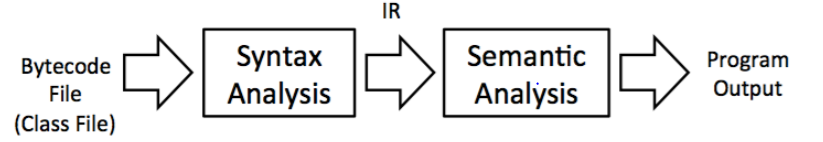 Bytecode
File
(Class File)
Syntax
Analysis
IR
Semantic
Analysis
Program
Output